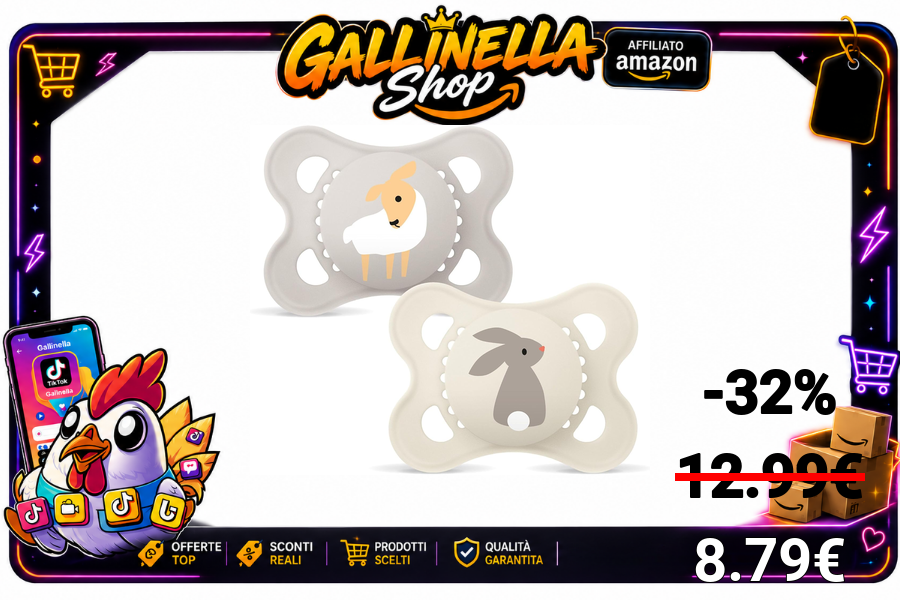 GALLINELLA
Shop
AFFILIATO
amazon
Gallinella
TikTok
Gallinella
-32%
12.99€
8.79€
OFFERTE
TOP
SCONTI
REALI
PRODOTTI
SCELTI
QUALITÀ
GARANTITA